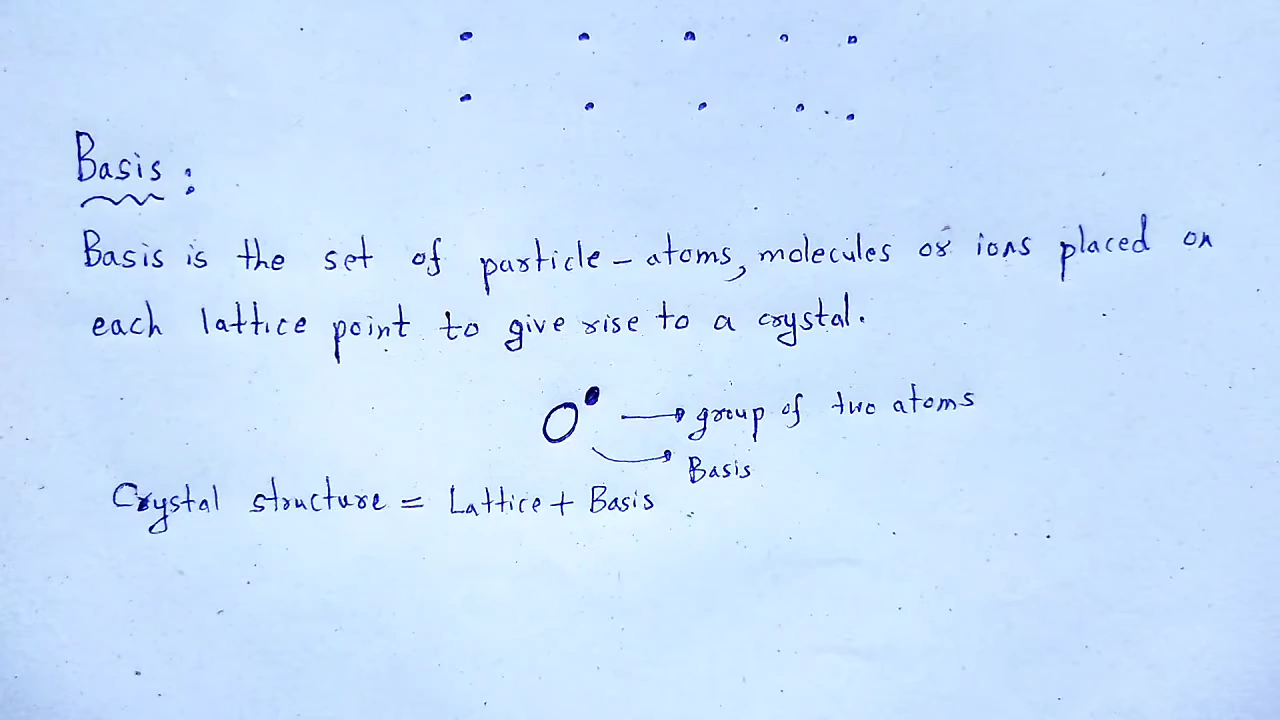 Basis :
Basis is the set of particle - atoms, molecules or ions placed on
each lattice point to give rise to a crystal.
group of two atoms
Basis
Crystal structure = Lattice + Basis